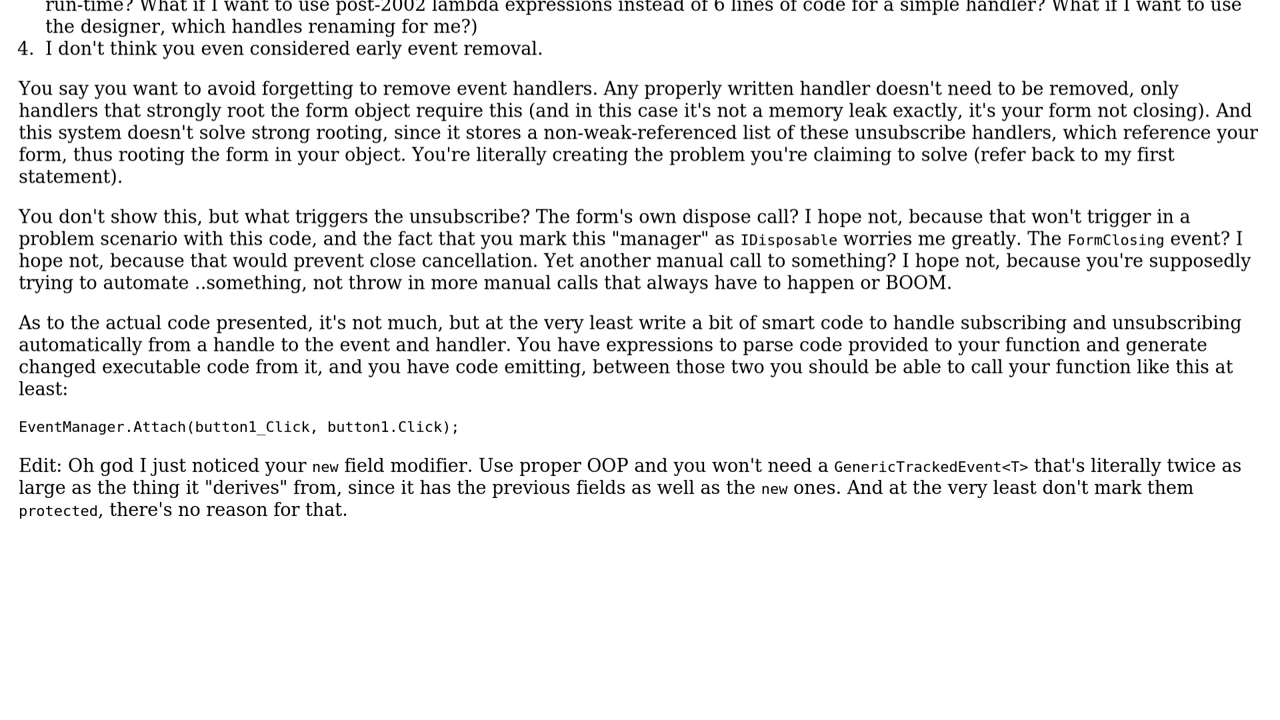 run-time? What if I want to use post-2002 lambda expressions instead of 6 lines of code for a simple handler? What if I want to use
the designer, which handles renaming for me?)
4. I don't think you even considered early event removal.
You say you want to avoid forgetting to remove event handlers. Any properly written handler doesn't need to be removed, only
handlers that strongly root the form object require this (and in this case it's not a memory leak exactly, it's your form not closing). And
this system doesn't solve strong rooting, since it stores a non-weak-referenced list of these unsubscribe handlers, which reference your
form, thus rooting the form in your object. You're literally creating the problem you're claiming to solve (refer back to my first
statement).
You don't show this, but what triggers the unsubscribe? The form's own dispose call? I hope not, because that won't trigger in a
problem scenario with this code, and the fact that you mark this "manager" as IDisposable worries me greatly. The FormClosing event? I
hope not, because that would prevent close cancellation. Yet another manual call to something? I hope not, because you're supposedly
trying to automate ..something, not throw in more manual calls that always have to happen or BOOM.
As to the actual code presented, it's not much, but at the very least write a bit of smart code to handle subscribing and unsubscribing
automatically from a handle to the event and handler. You have expressions to parse code provided to your function and generate
changed executable code from it, and you have code emitting, between those two you should be able to call your function like this at
least:
EventManager.Attach(button1_Click, button1.Click);
Edit: Oh god I just noticed your new field modifier. Use proper OOP and you won't need a GenericTrackedEvent<T> that's literally twice as
large as the thing it "derives" from, since it has the previous fields as well as the new ones. And at the very least don't mark them
protected, there's no reason for that.